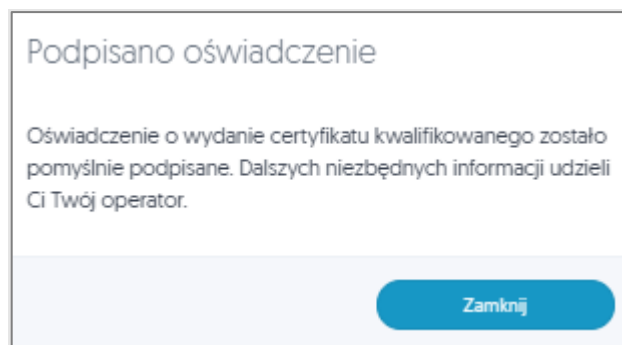 Podpisano oświadczenie
Oświadczenie o wydanie certyfikatu kwalifikowanego zostało
pomyślnie podpisane. Dalszych niezbędnych informacji udzieli
Ci Twój operator.
Zamknij